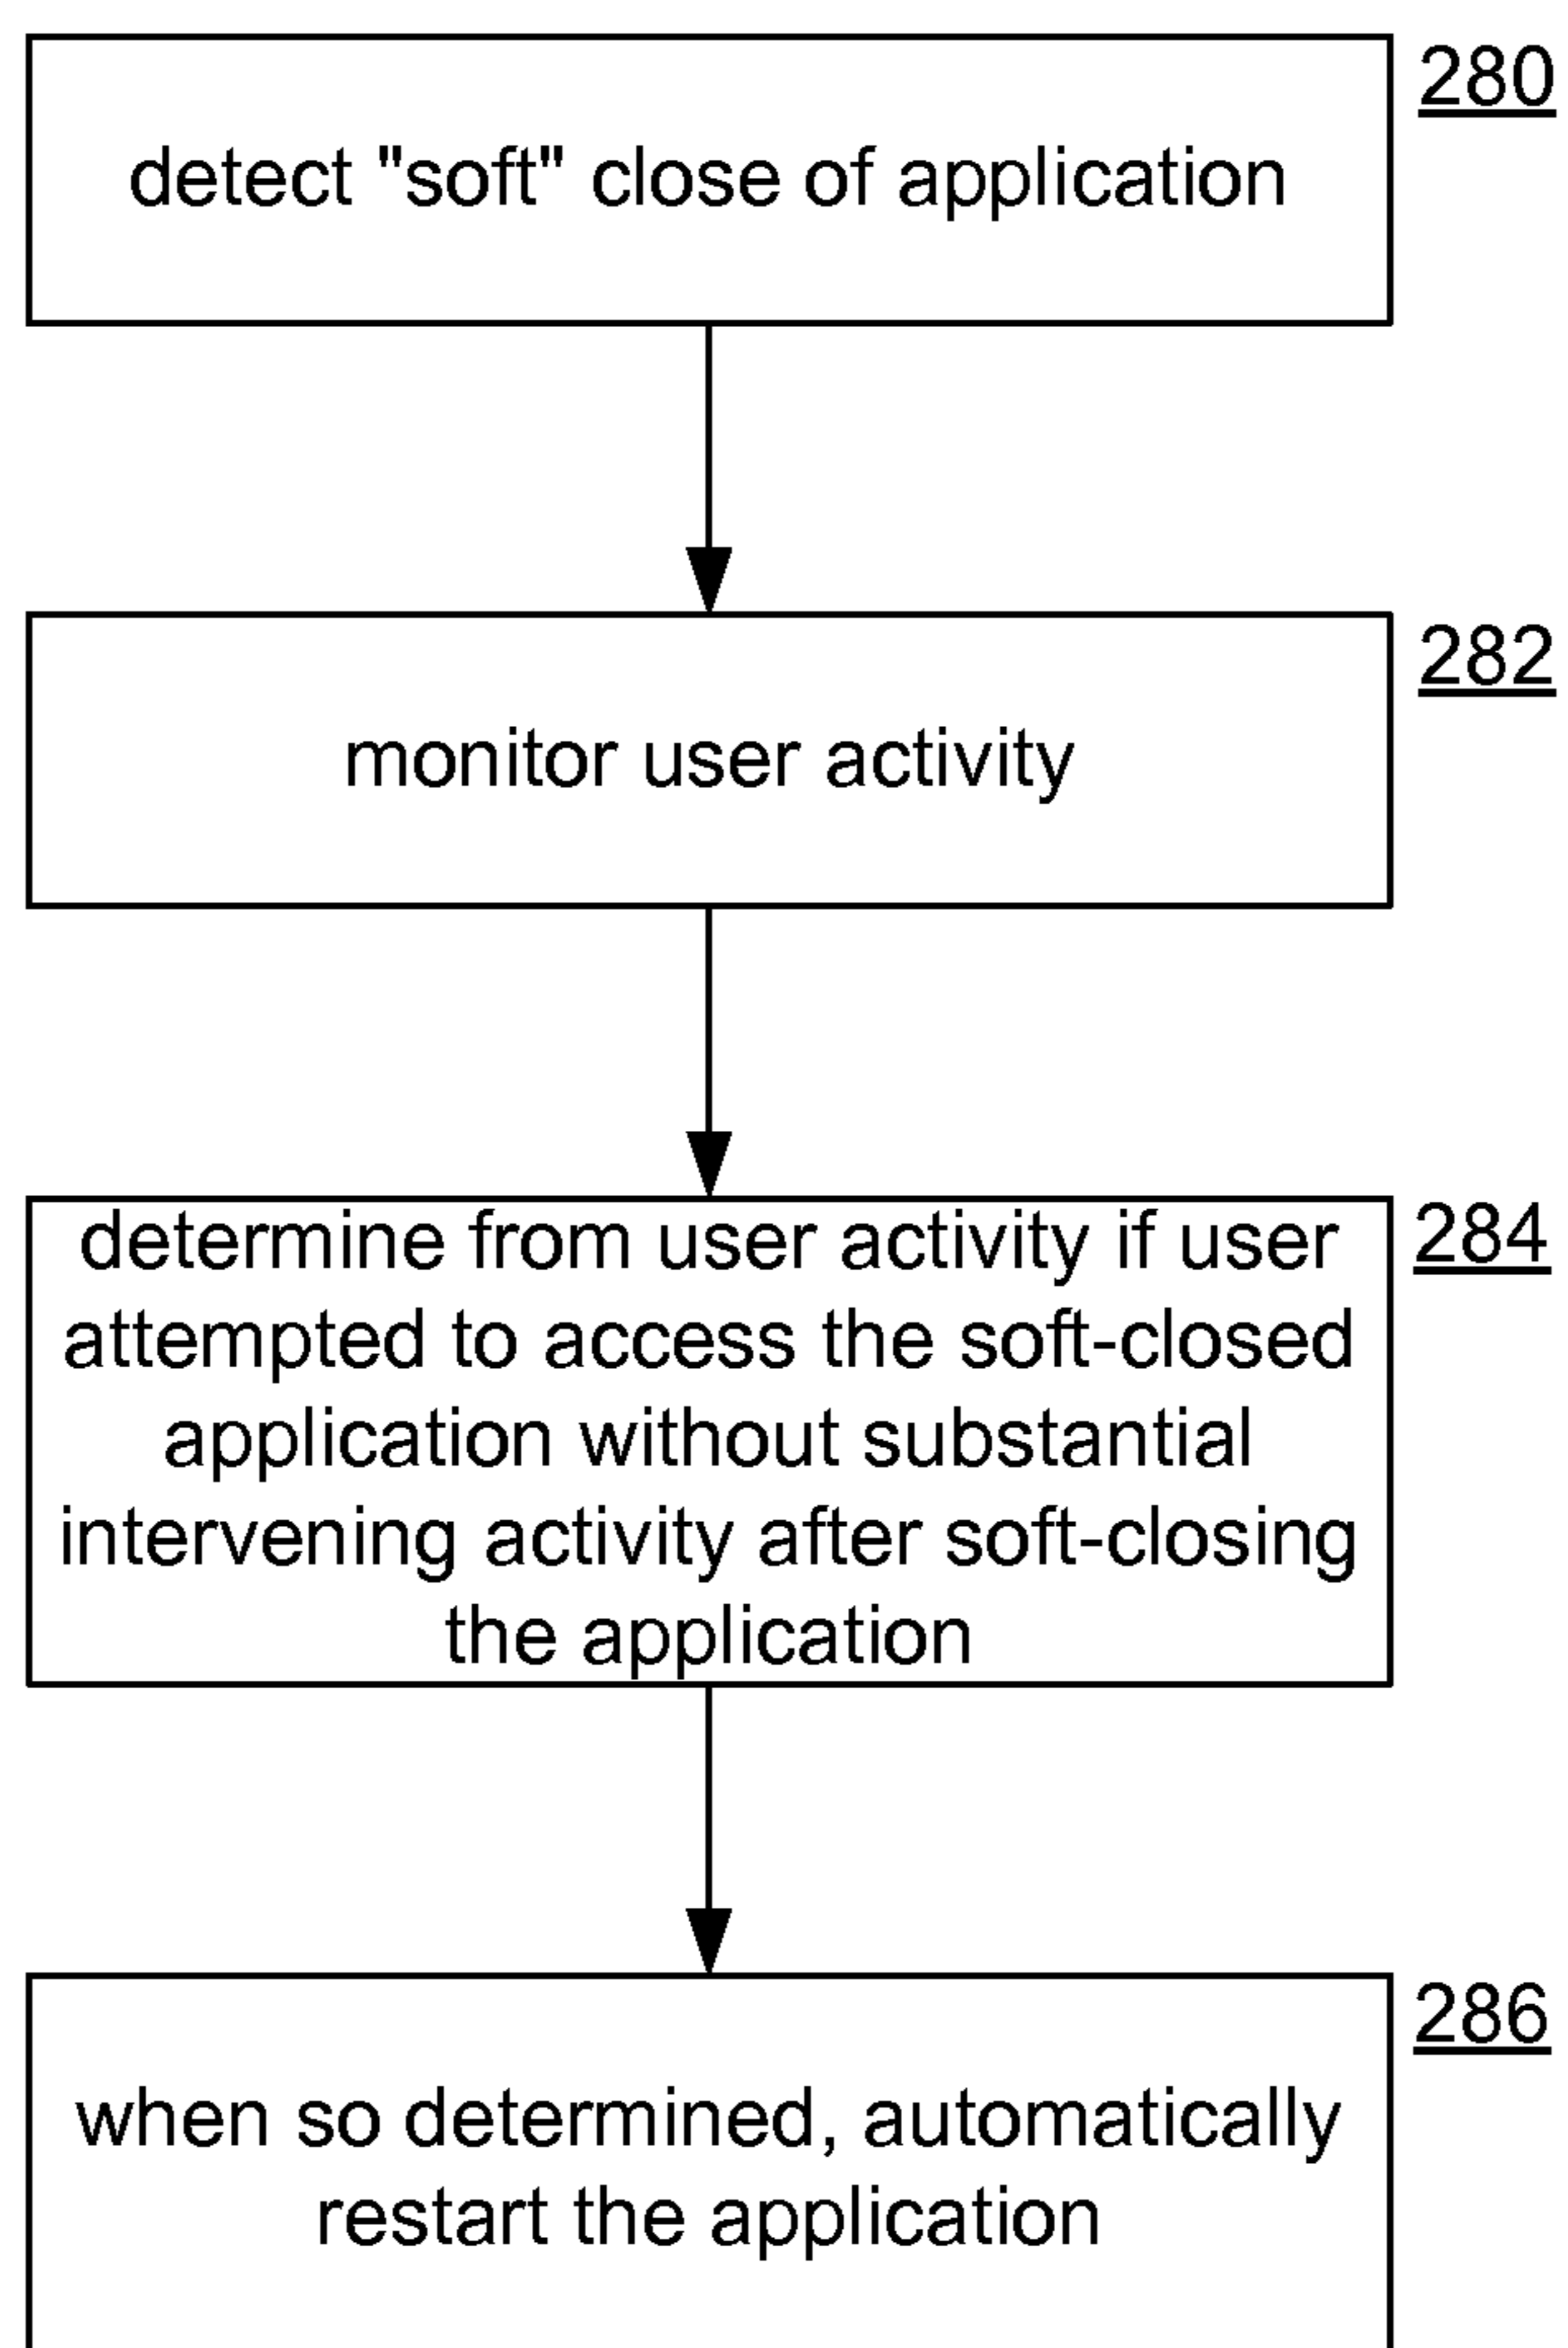 280
detect "soft" close of application
282
monitor user activity
284
determine from user activity if user
attempted to access the soft-closed
application without substantial
intervening activity after soft-closing
the application
286
when so determined, automatically
restart the application